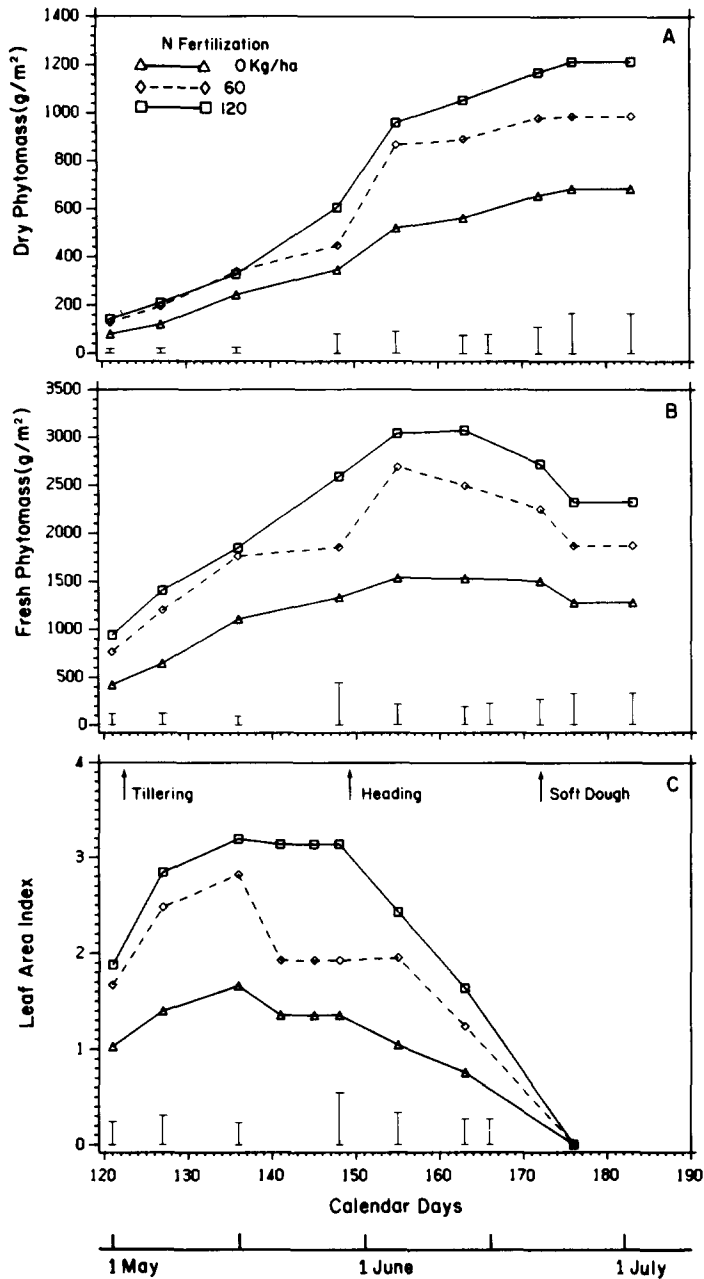 A
N Fertilization
0 Kg/ha
60
120
Dry Phytomass(g/m²)
1400
1200
1000
800
600
400
200
0
B
Fresh Phytomass(g/m²)
3500
3000
2500
2000
1500
1000
500
0
C
Tillering
Heading
Soft Dough
Leaf Area Index
4
3
2
1
0
120 130 140 150 160 170 180 190
Calendar Days
1 May 1 June 1 July